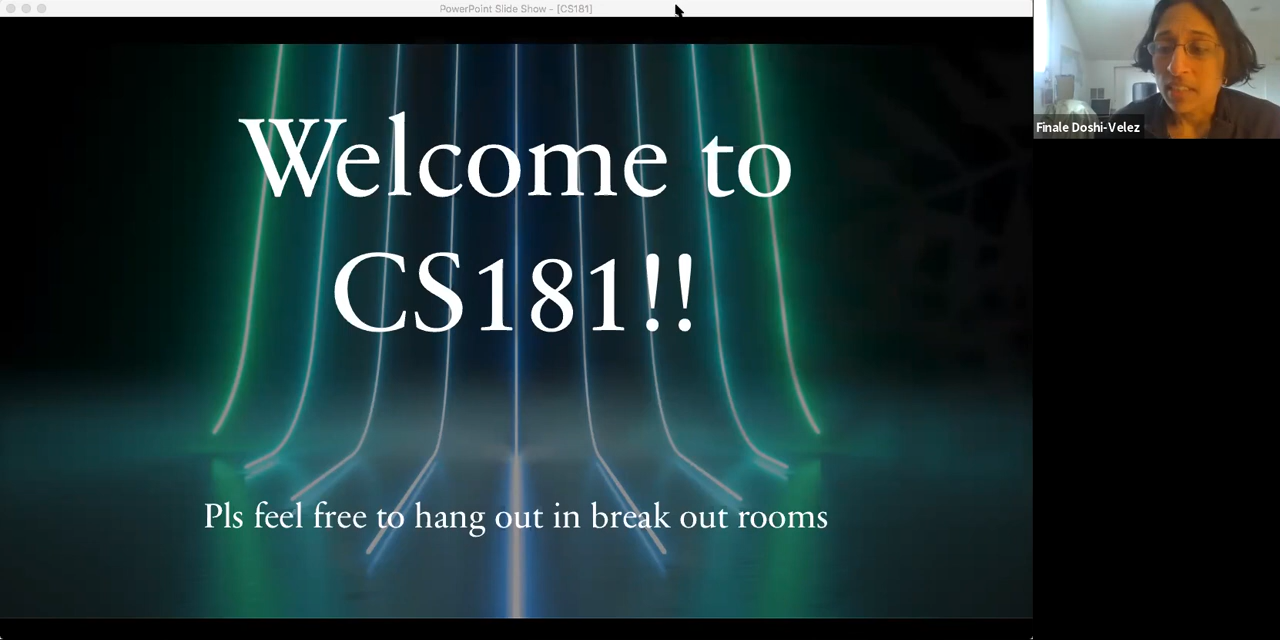 PowerPoint Slide Show - [CS181]
Welcome to
CS181!!
Pls feel free to hang out in break out rooms
Finale Doshi-Velez